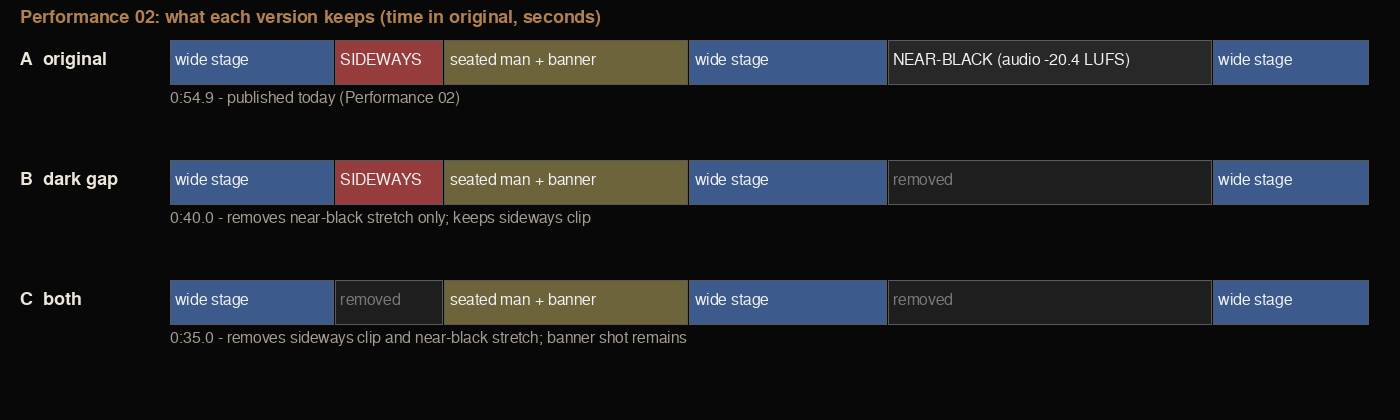 Performance 02: what each version keeps (time in original, seconds)
A original wide stage SIDEWAYS seated man + banner wide stage NEAR-BLACK (audio -20.4 LUFS) wide stage
0:54.9 - published today (Performance 02)
B dark gap wide stage SIDEWAYS seated man + banner wide stage removed wide stage
0:40.0 - removes near-black stretch only; keeps sideways clip
C both wide stage removed seated man + banner wide stage removed wide stage
0:35.0 - removes sideways clip and near-black stretch; banner shot remains